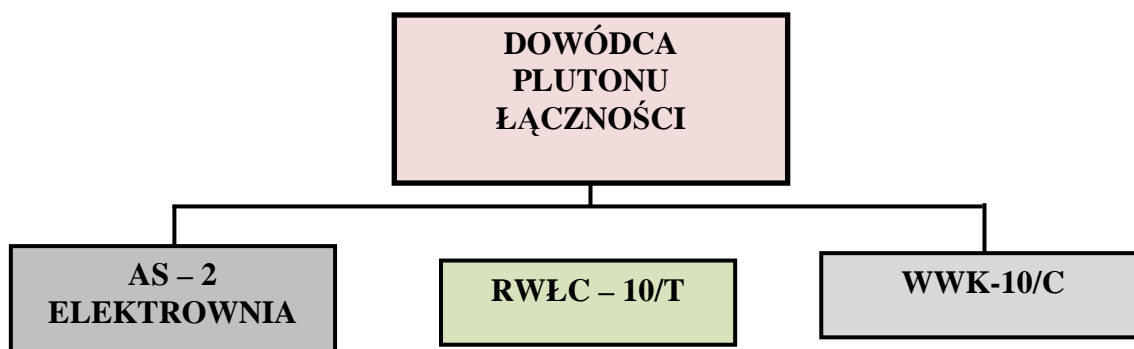 DOWÓDCA
PLUTONU
ŁĄCZNOŚCI
AS – 2
ELEKTROWNIA
RWŁC – 10/T
WWK-10/C